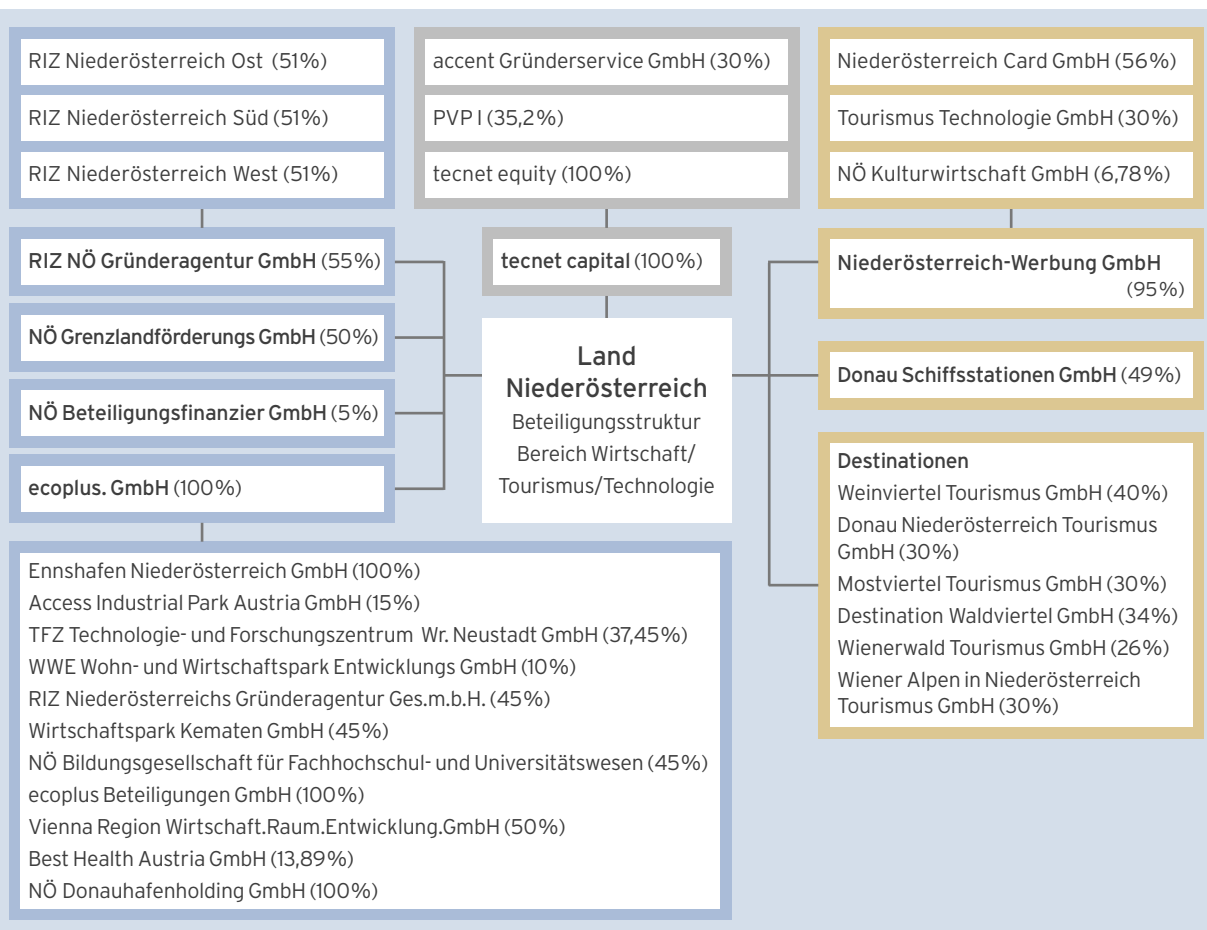 RIZ Niederösterreich Ost (51%)
RIZ Niederösterreich Süd (51%)
RIZ Niederösterreich West (51%)
accent Gründerservice GmbH (30%)
PVP I (35,2%)
tecnet equity (100%)
Niederösterreich Card GmbH (56%)
Tourismus Technologie GmbH (30%)
NÖ Kulturwirtschaft GmbH (6,78%)
RIZ NÖ Gründeragentur GmbH (55%)
NÖ Grenzlandförderungs GmbH (50%)
NÖ Beteiligungsfinanzier GmbH (5%)
ecoplus. GmbH (100%)
tecnet capital (100%)
Land
Niederösterreich
Beteiligungsstruktur
Bereich Wirtschaft/
Tourismus/Technologie
Niederösterreich-Werbung GmbH
(95%)
Donau Schiffsstationen GmbH (49%)
Destinationen
Weinviertel Tourismus GmbH (40%)
Donau Niederösterreich Tourismus
GmbH (30%)
Mostviertel Tourismus GmbH (30%)
Destination Waldviertel GmbH (34%)
Wienerwald Tourismus GmbH (26%)
Wiener Alpen in Niederösterreich
Tourismus GmbH (30%)
Ennshafen Niederösterreich GmbH (100%)
Access Industrial Park Austria GmbH (15%)
TFZ Technologie- und Forschungszentrum Wr. Neustadt GmbH (37,45%)
WWE Wohn- und Wirtschaftspark Entwicklungs GmbH (10%)
RIZ Niederösterreichs Gründeragentur Ges.m.b.H. (45%)
Wirtschaftspark Kematen GmbH (45%)
NÖ Bildungsgesellschaft für Fachhochschul- und Universitätswesen (45%)
ecoplus Beteiligungen GmbH (100%)
Vienna Region Wirtschaft.Raum.Entwicklung.GmbH (50%)
Best Health Austria GmbH (13,89%)
NÖ Donauhafenholding GmbH (100%)